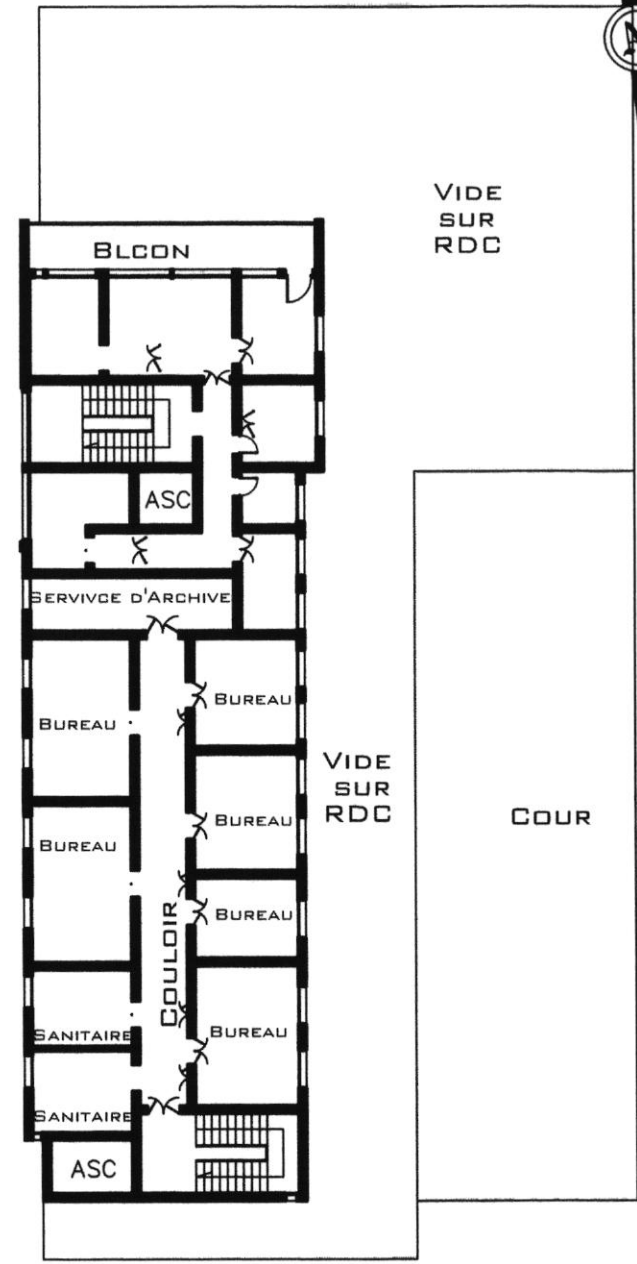 VIDE
SUR
RDC
BLCON
ASC
SERVIVCE D'ARCHIVE
BUREAU
BUREAU
VIDE
SUR
RDC
BUREAU
COUR
BUREAU
BUREAU
COULOIR
BUREAU
SANITAIRE
SANITAIRE
ASC